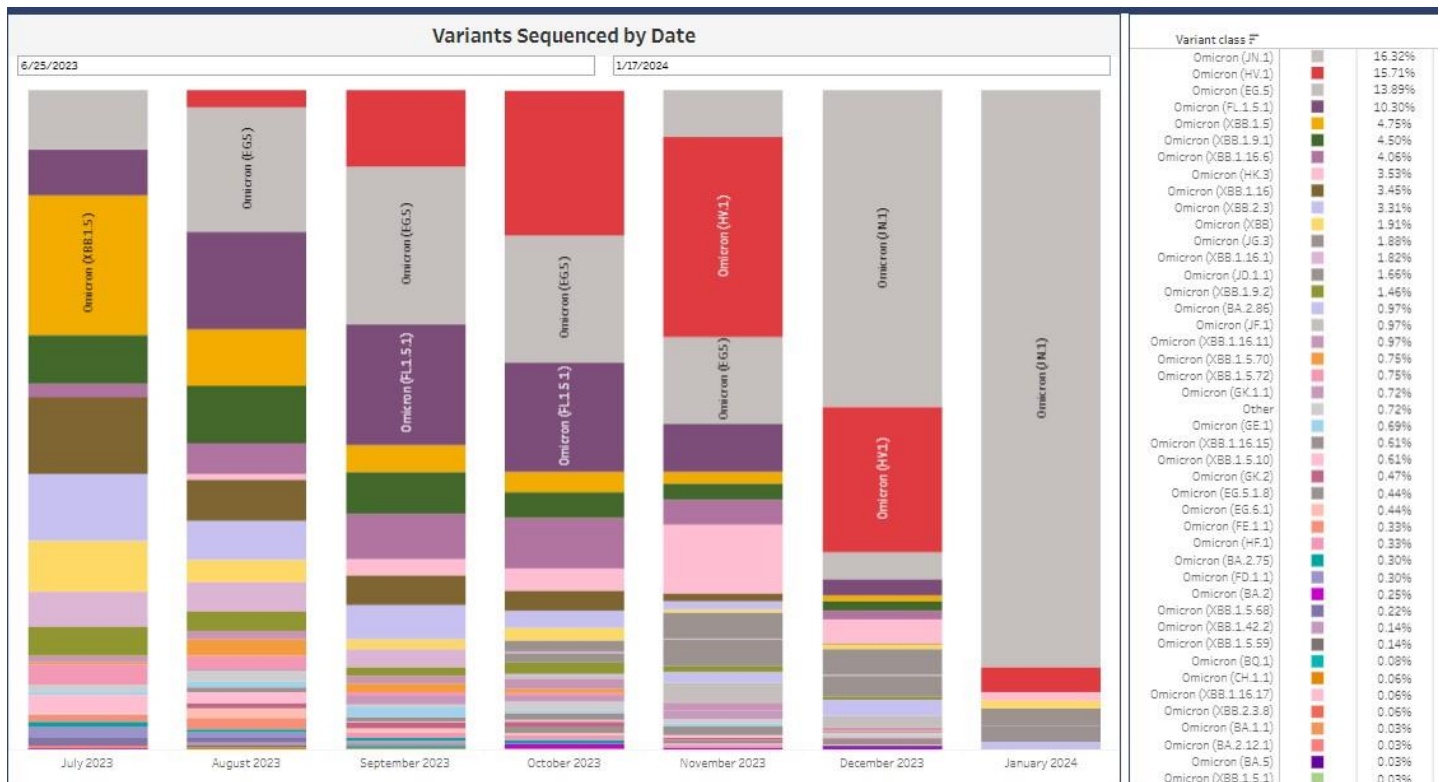 Variants Sequenced by Date
6/25/2023
1/17/2024
Omicron (XBB.1.5)
Omicron (EG.5)
Omicron (EG.5)
Omicron (FL.1.5.1)
Omicron (EG.5)
Omicron (FL.1.5.1)
Omicron (HV.1)
Omicron (EG.5)
Omicron (JN.1)
Omicron (HV.1)
Omicron (JN.1)
July 2023
August 2023
September 2023
October 2023
November 2023
December 2023
January 2024
Variant class
Omicron (JN.1) 16.32%
Omicron (HV.1) 15.71%
Omicron (EG.5) 13.89%
Omicron (FL.1.5.1) 10.30%
Omicron (XBB.1.5) 4.75%
Omicron (XBB.1.9.1) 4.50%
Omicron (XBB.1.16.6) 4.06%
Omicron (HK.3) 3.53%
Omicron (XBB.1.16) 3.45%
Omicron (XBB.2.3) 3.31%
Omicron (XBB) 1.91%
Omicron (JG.3) 1.88%
Omicron (XBB.1.16.1) 1.82%
Omicron (JD.1.1) 1.66%
Omicron (XBB.1.9.2) 1.46%
Omicron (BA.2.86) 0.97%
Omicron (JF.1) 0.97%
Omicron (XBB.1.16.11) 0.97%
Omicron (XBB.1.5.70) 0.75%
Omicron (XBB.1.5.72) 0.75%
Omicron (GK.1.1) 0.72%
Other 0.72%
Omicron (GE.1) 0.69%
Omicron (XBB.1.16.15) 0.61%
Omicron (XBB.1.5.10) 0.61%
Omicron (GK.2) 0.47%
Omicron (EG.5.1.8) 0.44%
Omicron (EG.6.1) 0.44%
Omicron (FE.1.1) 0.33%
Omicron (HF.1) 0.33%
Omicron (BA.2.75) 0.30%
Omicron (FD.1.1) 0.30%
Omicron (BA.2) 0.25%
Omicron (XBB.1.5.68) 0.22%
Omicron (XBB.1.42.2) 0.14%
Omicron (XBB.1.5.59) 0.14%
Omicron (BQ.1) 0.08%
Omicron (CH.1.1) 0.06%
Omicron (XBB.1.16.17) 0.06%
Omicron (XBB.2.3.8) 0.06%
Omicron (BA.1.1) 0.03%
Omicron (BA.2.12.1) 0.03%
Omicron (BA.5) 0.03%
Omicron (XBB.1.5.1) 0.03%